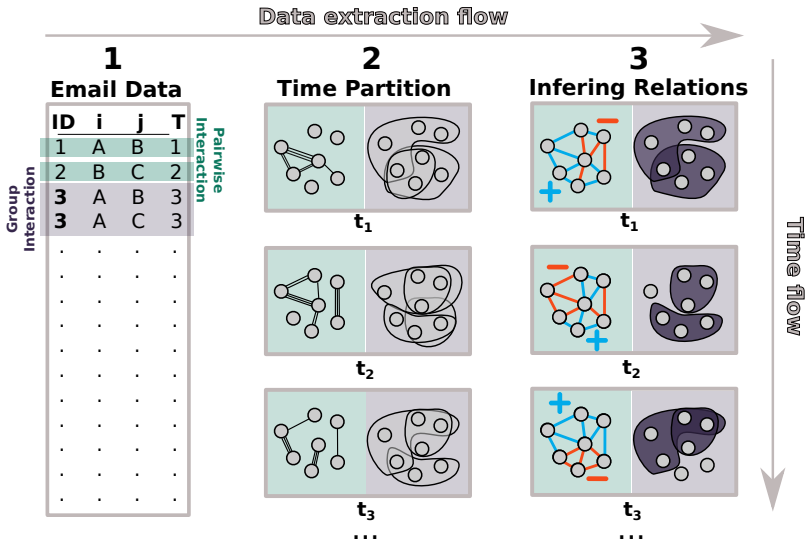 Data extraction flow
1
Email Data
ID i j T
1 A B 1
2 B C 2
3 A B 3
3 A C 3
. . . .
. . . .
. . . .
. . . .
. . . .
. . . .
. . . .
. . . .
. . . .
. . . .
. . . .
Pairwise
Interaction
Group
Interaction
2
Time Partition
t1
t2
t3
...
3
Infering Relations
− +
t1
− +
t2
+ −
t3
...
Time flow